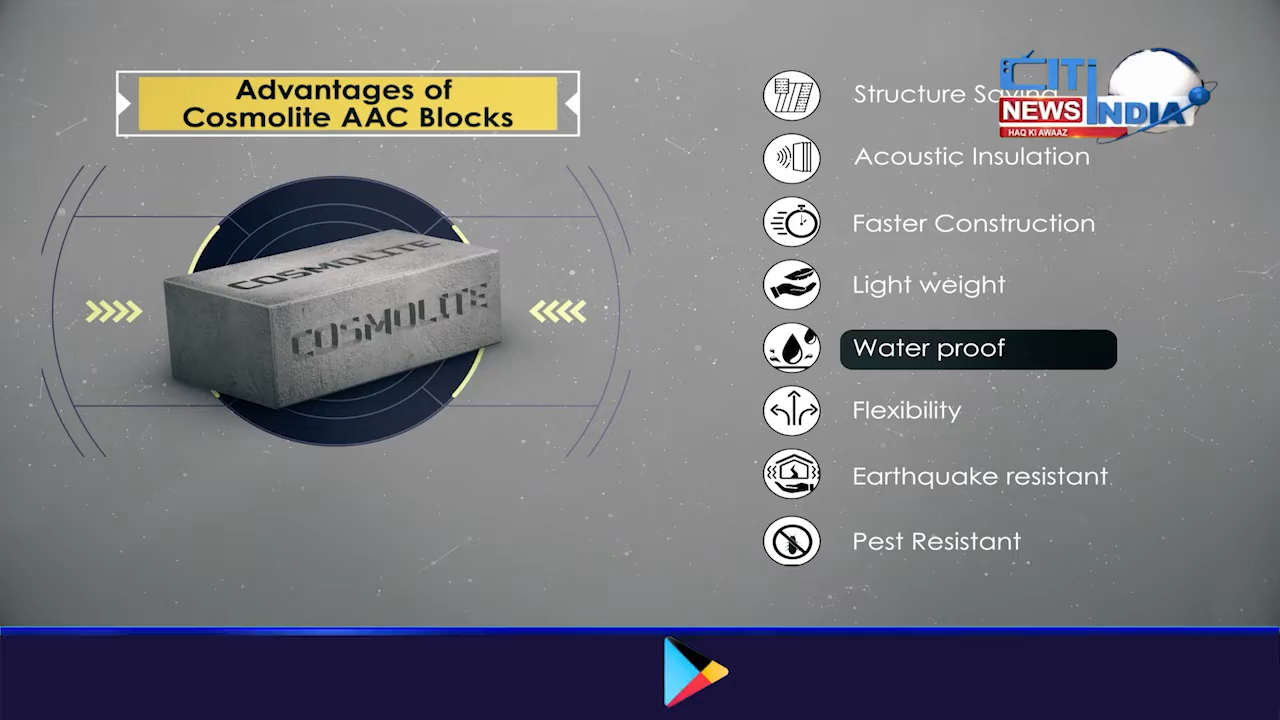 Advantages of
Cosmolite AAC Blocks
COSMOLITE
COSMOLITE
Structure Saving
Acoustic Insulation
Faster Construction
Light weight
Water proof
Flexibility
Earthquake resistant
Pest Resistant
CITI
NEWS INDIA
HAQ KI AWAAZ